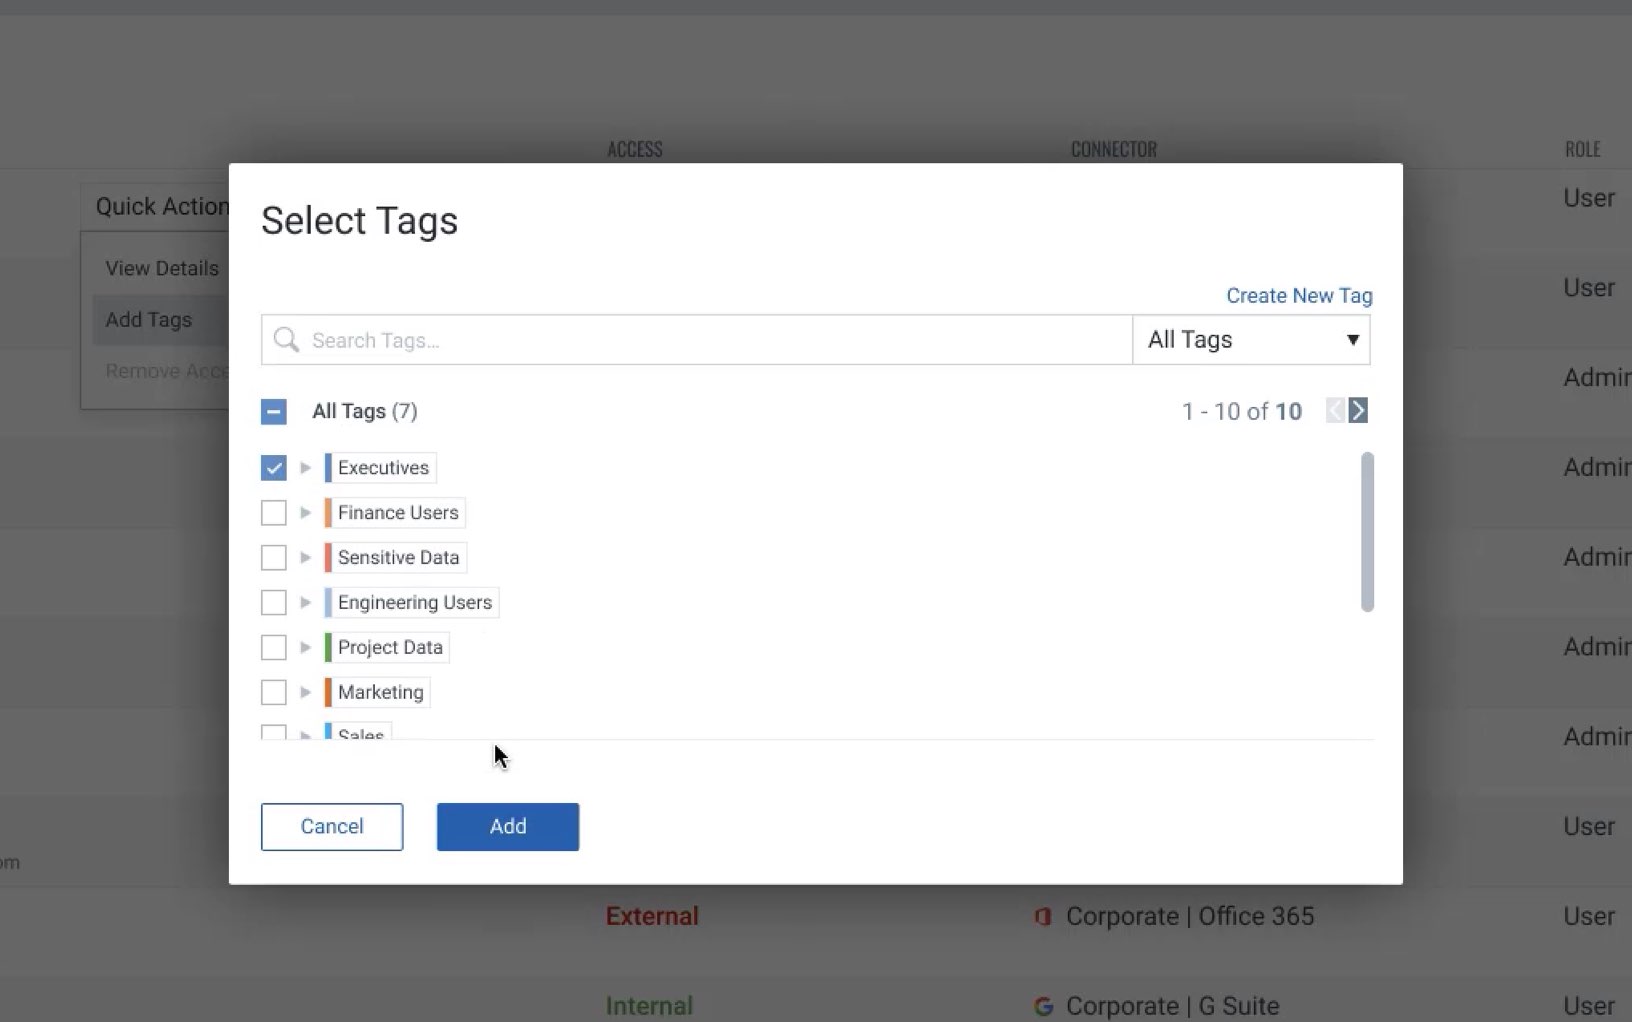 ACCESS CONNECTOR ROLE
Quick Action
View Details
Add Tags
Remove Acce
Select Tags
Create New Tag
Search Tags...
All Tags
All Tags (7)
1 - 10 of 10
Executives
Finance Users
Sensitive Data
Engineering Users
Project Data
Marketing
Sales
Cancel
Add
User
User
Admin
Admin
Admin
Admin
Admin
User
om
External Corporate | Office 365 User
Internal Corporate | G Suite User